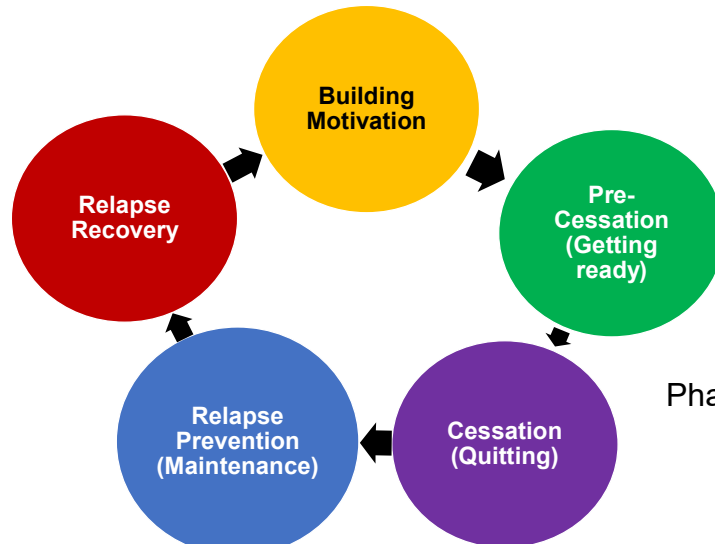 Building
Motivation
Pre-
Cessation
(Getting
ready)
Cessation
(Quitting)
Relapse
Prevention
(Maintenance)
Relapse
Recovery
Pha